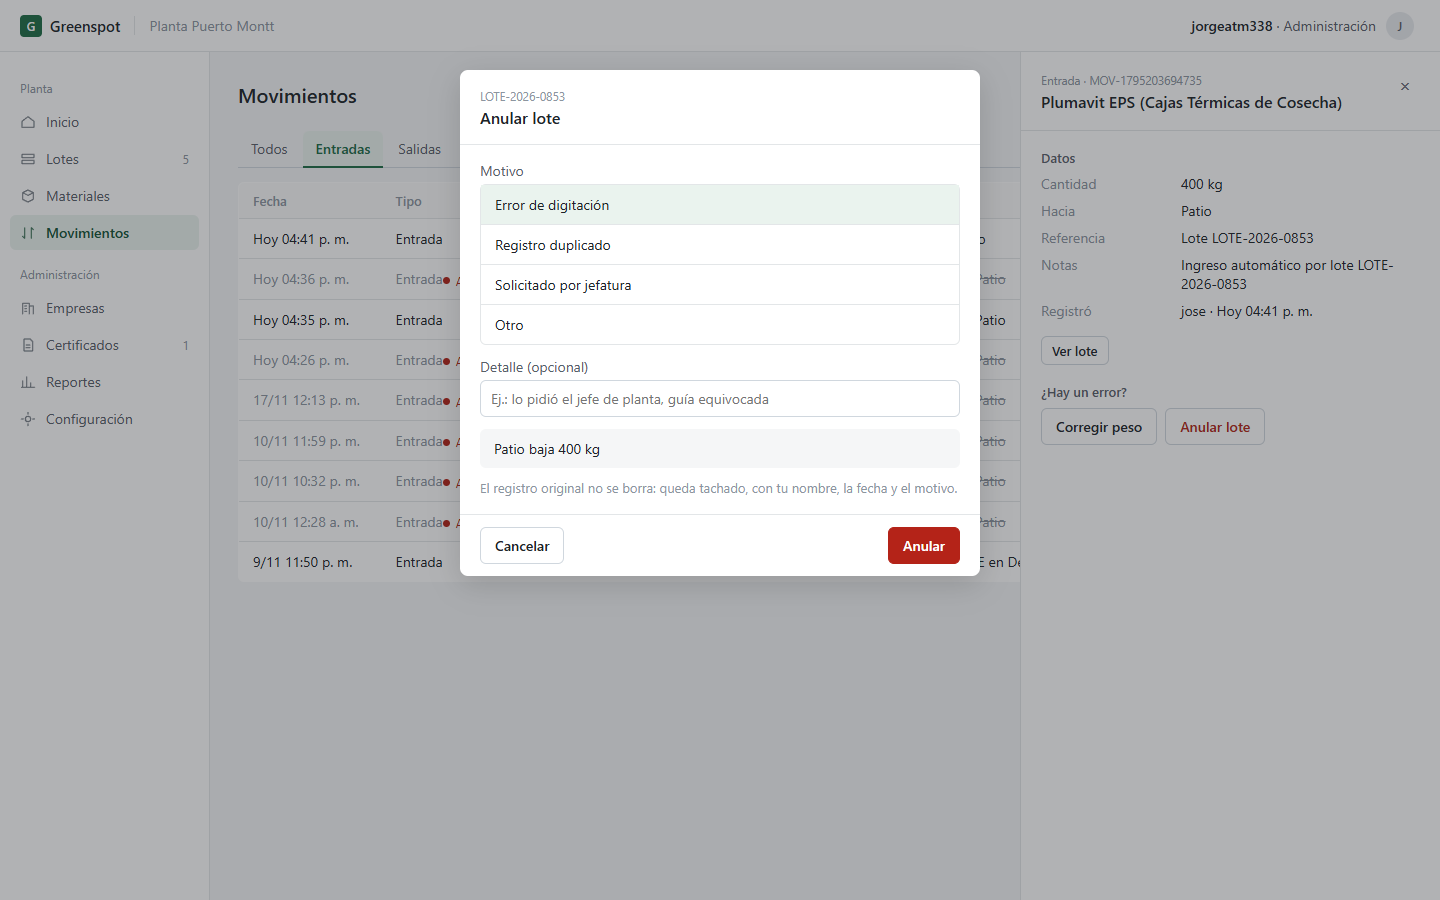 G Greenspot Planta Puerto Montt
jorgeatm338 · Administración J
Planta
Inicio
Lotes 5
Materiales
Movimientos
Administración
Empresas
Certificados 1
Reportes
Configuración
Movimientos
Todos Entradas Salidas
Fecha Tipo
Hoy 04:41 p. m. Entrada
Hoy 04:36 p. m. Entrada Patio
Hoy 04:35 p. m. Entrada Patio
Hoy 04:26 p. m. Entrada Patio
17/11 12:13 p. m. Entrada Patio
10/11 11:59 p. m. Entrada Patio
10/11 10:32 p. m. Entrada Patio
10/11 12:28 a. m. Entrada Patio
9/11 11:50 p. m. Entrada en
LOTE-2026-0853
Anular lote
Motivo
Error de digitación
Registro duplicado
Solicitado por jefatura
Otro
Detalle (opcional)
Ej.: lo pidió el jefe de planta, guía equivocada
Patio baja 400 kg
El registro original no se borra: queda tachado, con tu nombre, la fecha y el motivo.
Cancelar Anular
Entrada · MOV-1795203694735
Plumavit EPS (Cajas Térmicas de Cosecha)
×
Datos
Cantidad 400 kg
Hacia Patio
Referencia Lote LOTE-2026-0853
Notas Ingreso automático por lote LOTE-
2026-0853
Registró jose · Hoy 04:41 p. m.
Ver lote
¿Hay un error?
Corregir peso Anular lote